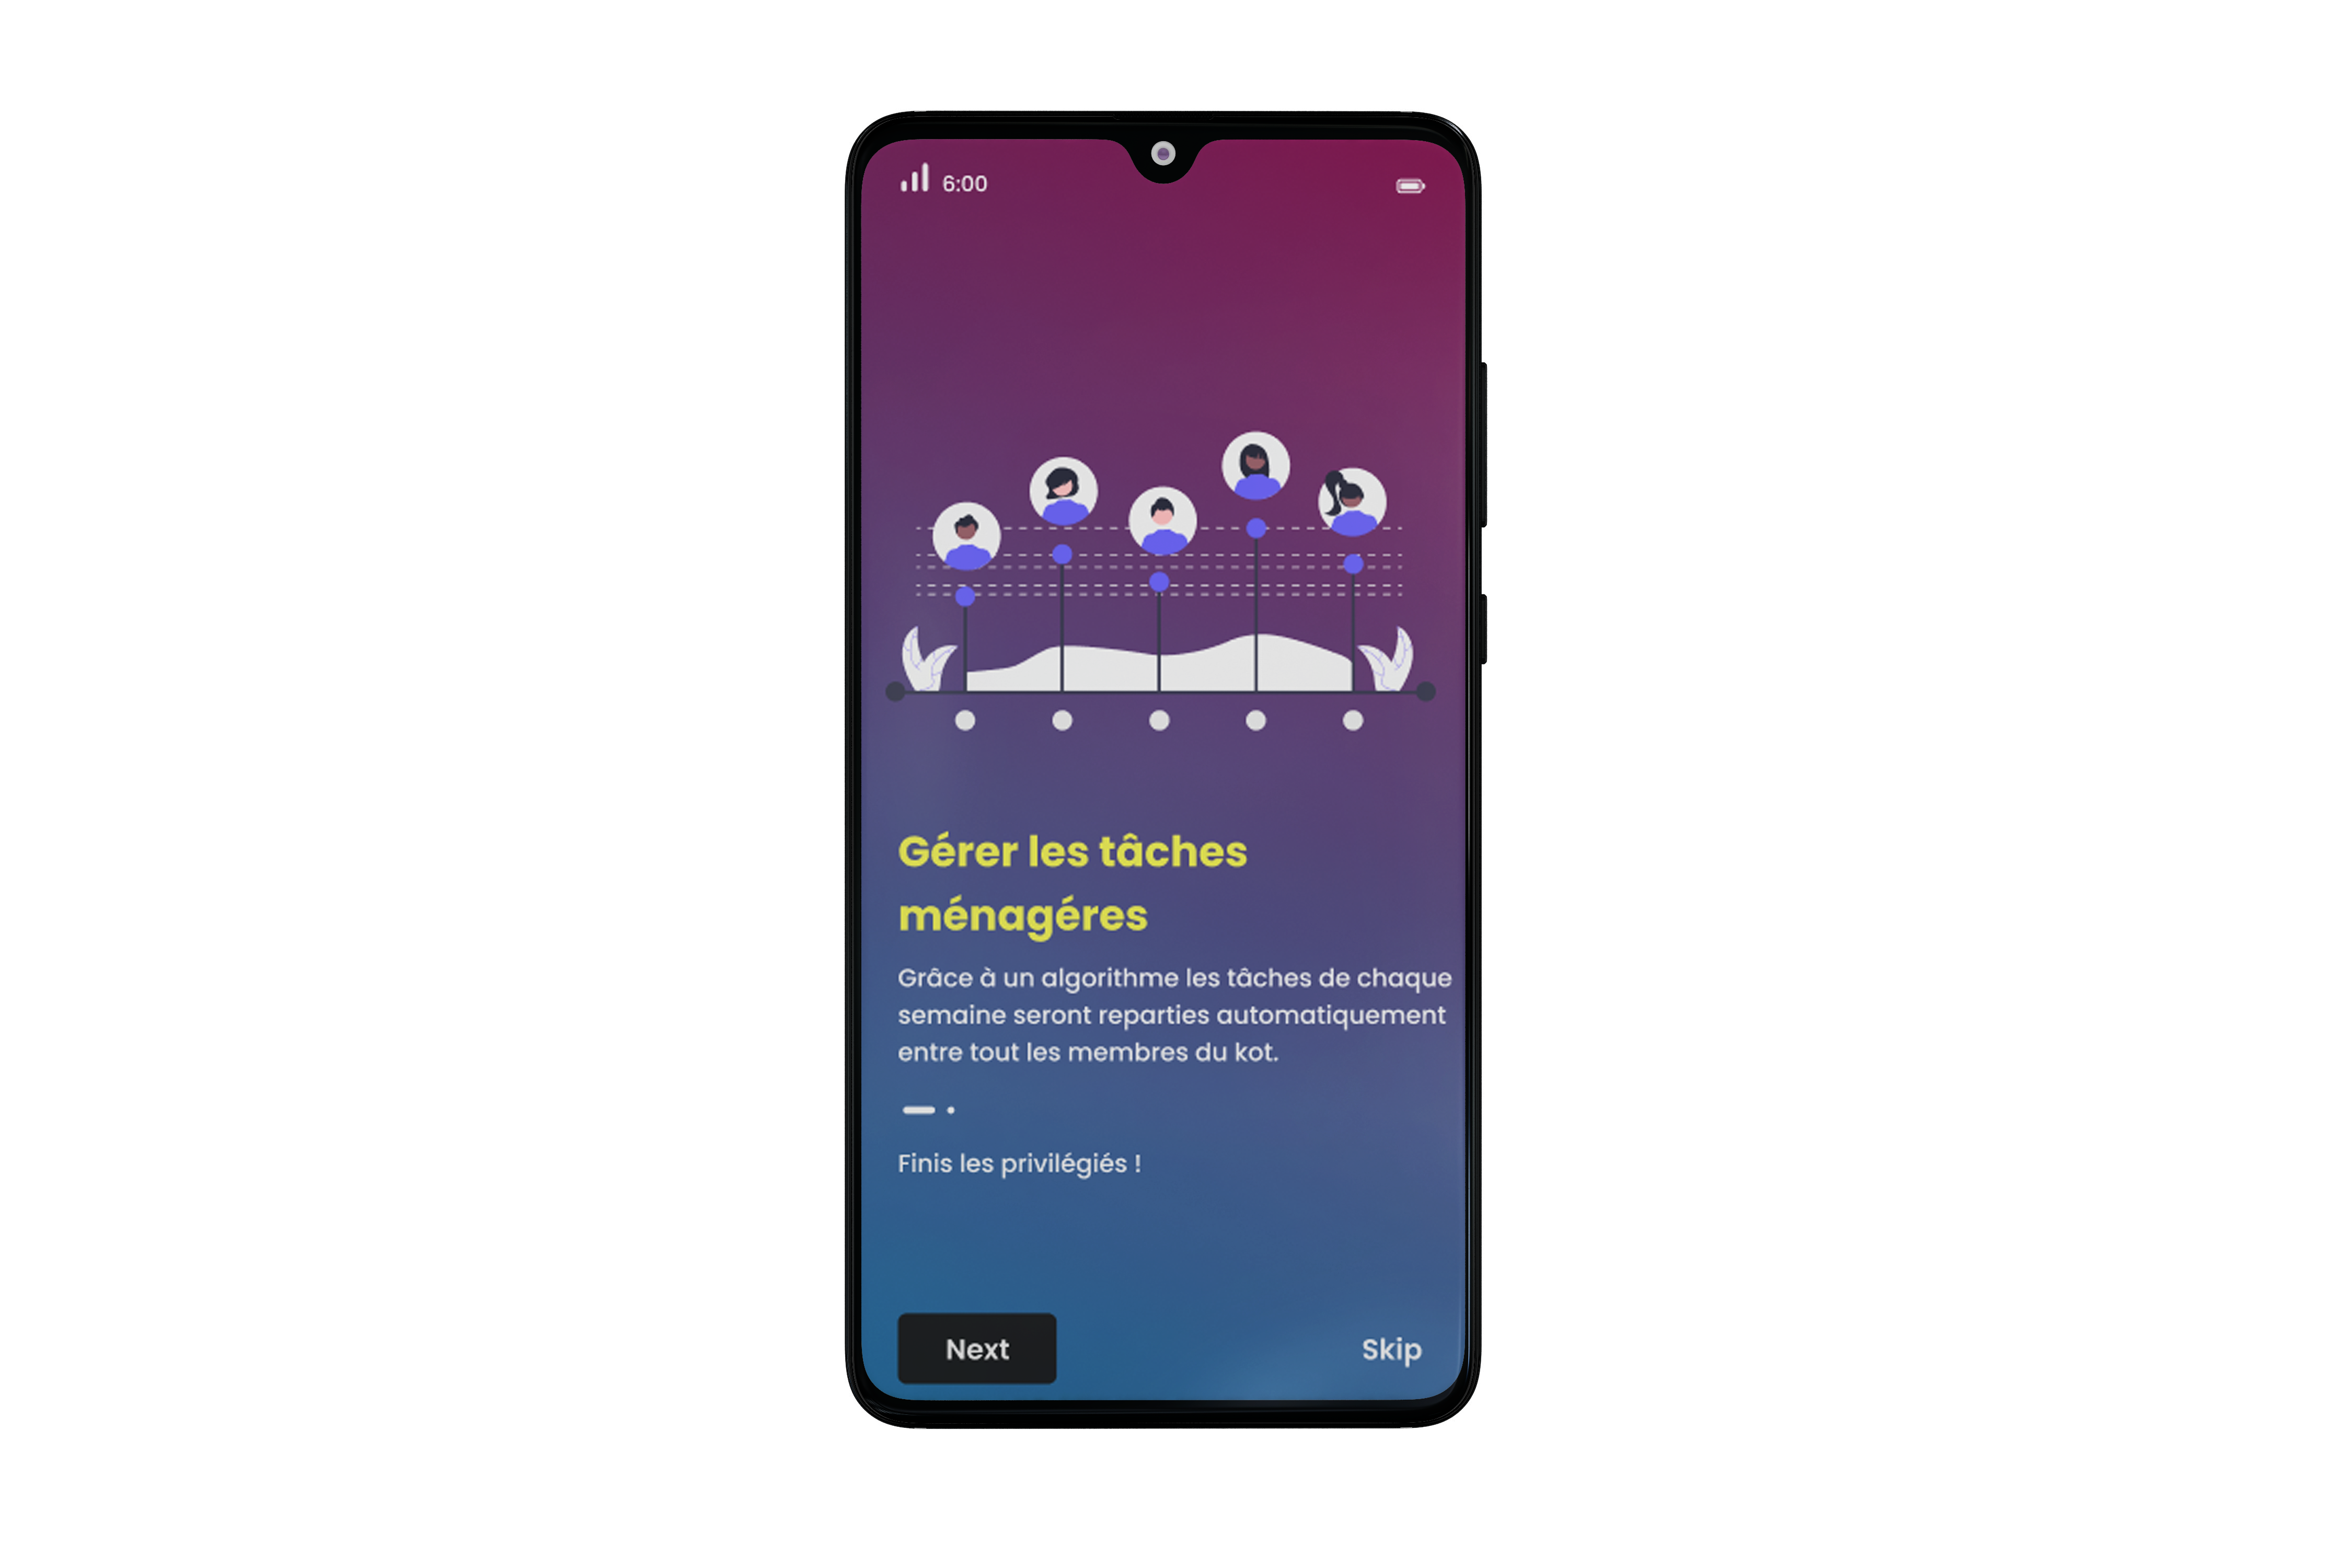 6:00
Gérer les tâches
ménagéres
Grâce à un algorithme les tâches de chaque
semaine seront reparties automatiquement
entre tout les membres du kot.
Finis les privilégiés !
Next
Skip